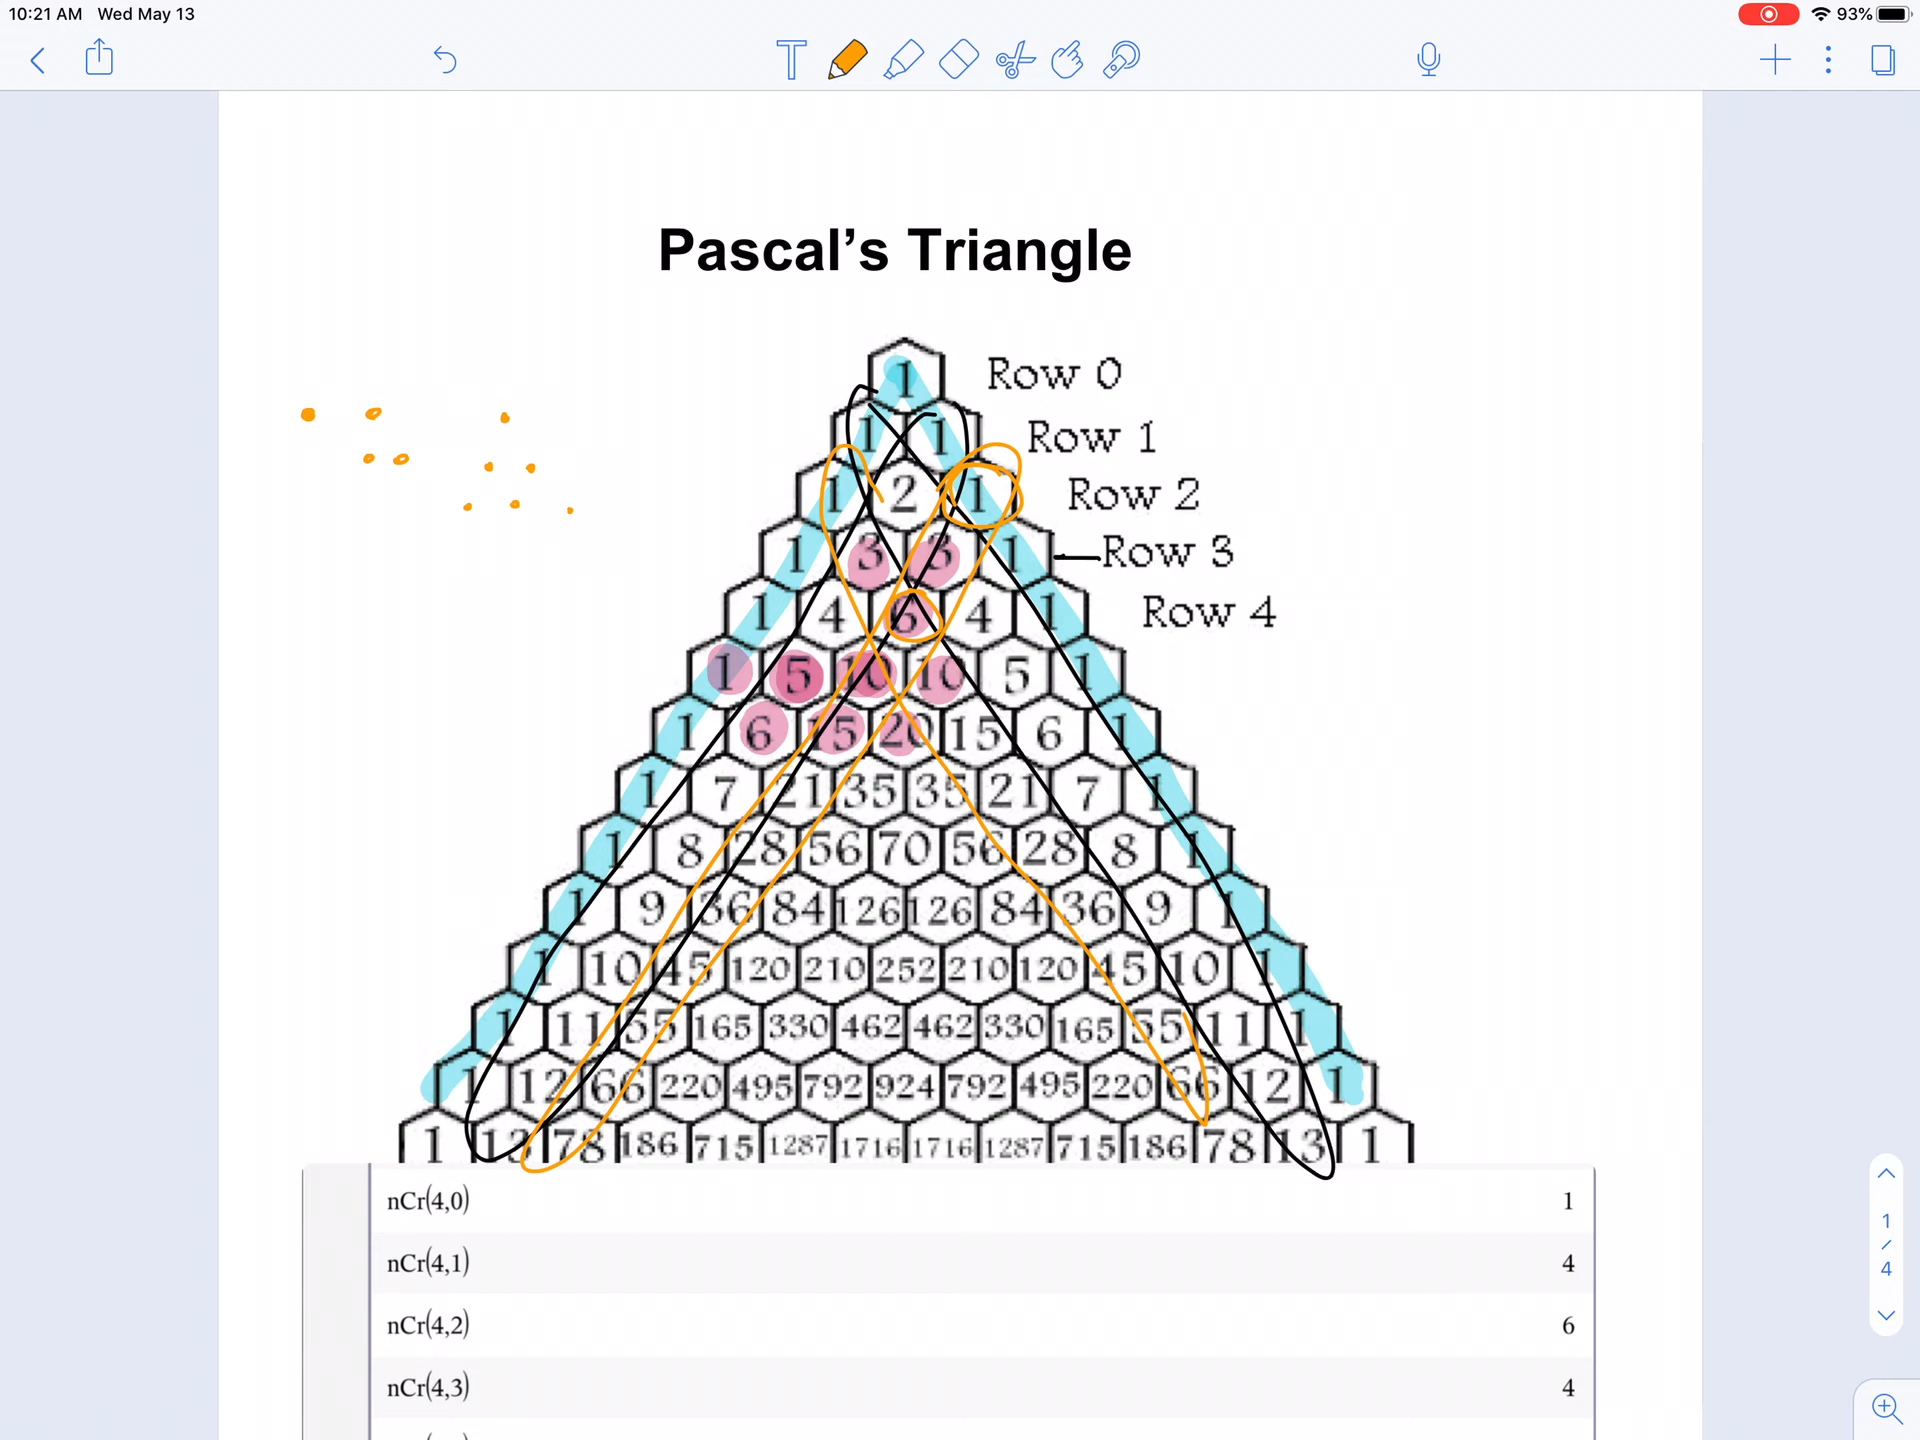 10:21 AM Wed May 13 93%
Pascal’s Triangle
1 Row 0
1 1 Row 1
1 2 1 Row 2
1 3 3 1 Row 3
1 4 6 4 1 Row 4
1 5 10 10 5 1
1 6 15 20 15 6 1
1 7 21 35 35 21 7 1
1 8 28 56 70 56 28 8 1
1 9 36 84 126 126 84 36 9 1
1 10 45 120 210 252 210 120 45 10 1
1 11 55 165 330 462 462 330 165 55 11 1
1 12 66 220 495 792 924 792 495 220 66 12 1
1 13 78 186 715 1287 1716 1716 1287 715 186 78 13 1
nCr(4,0) 1
nCr(4,1) 4
nCr(4,2) 6
nCr(4,3) 4
1
/
4